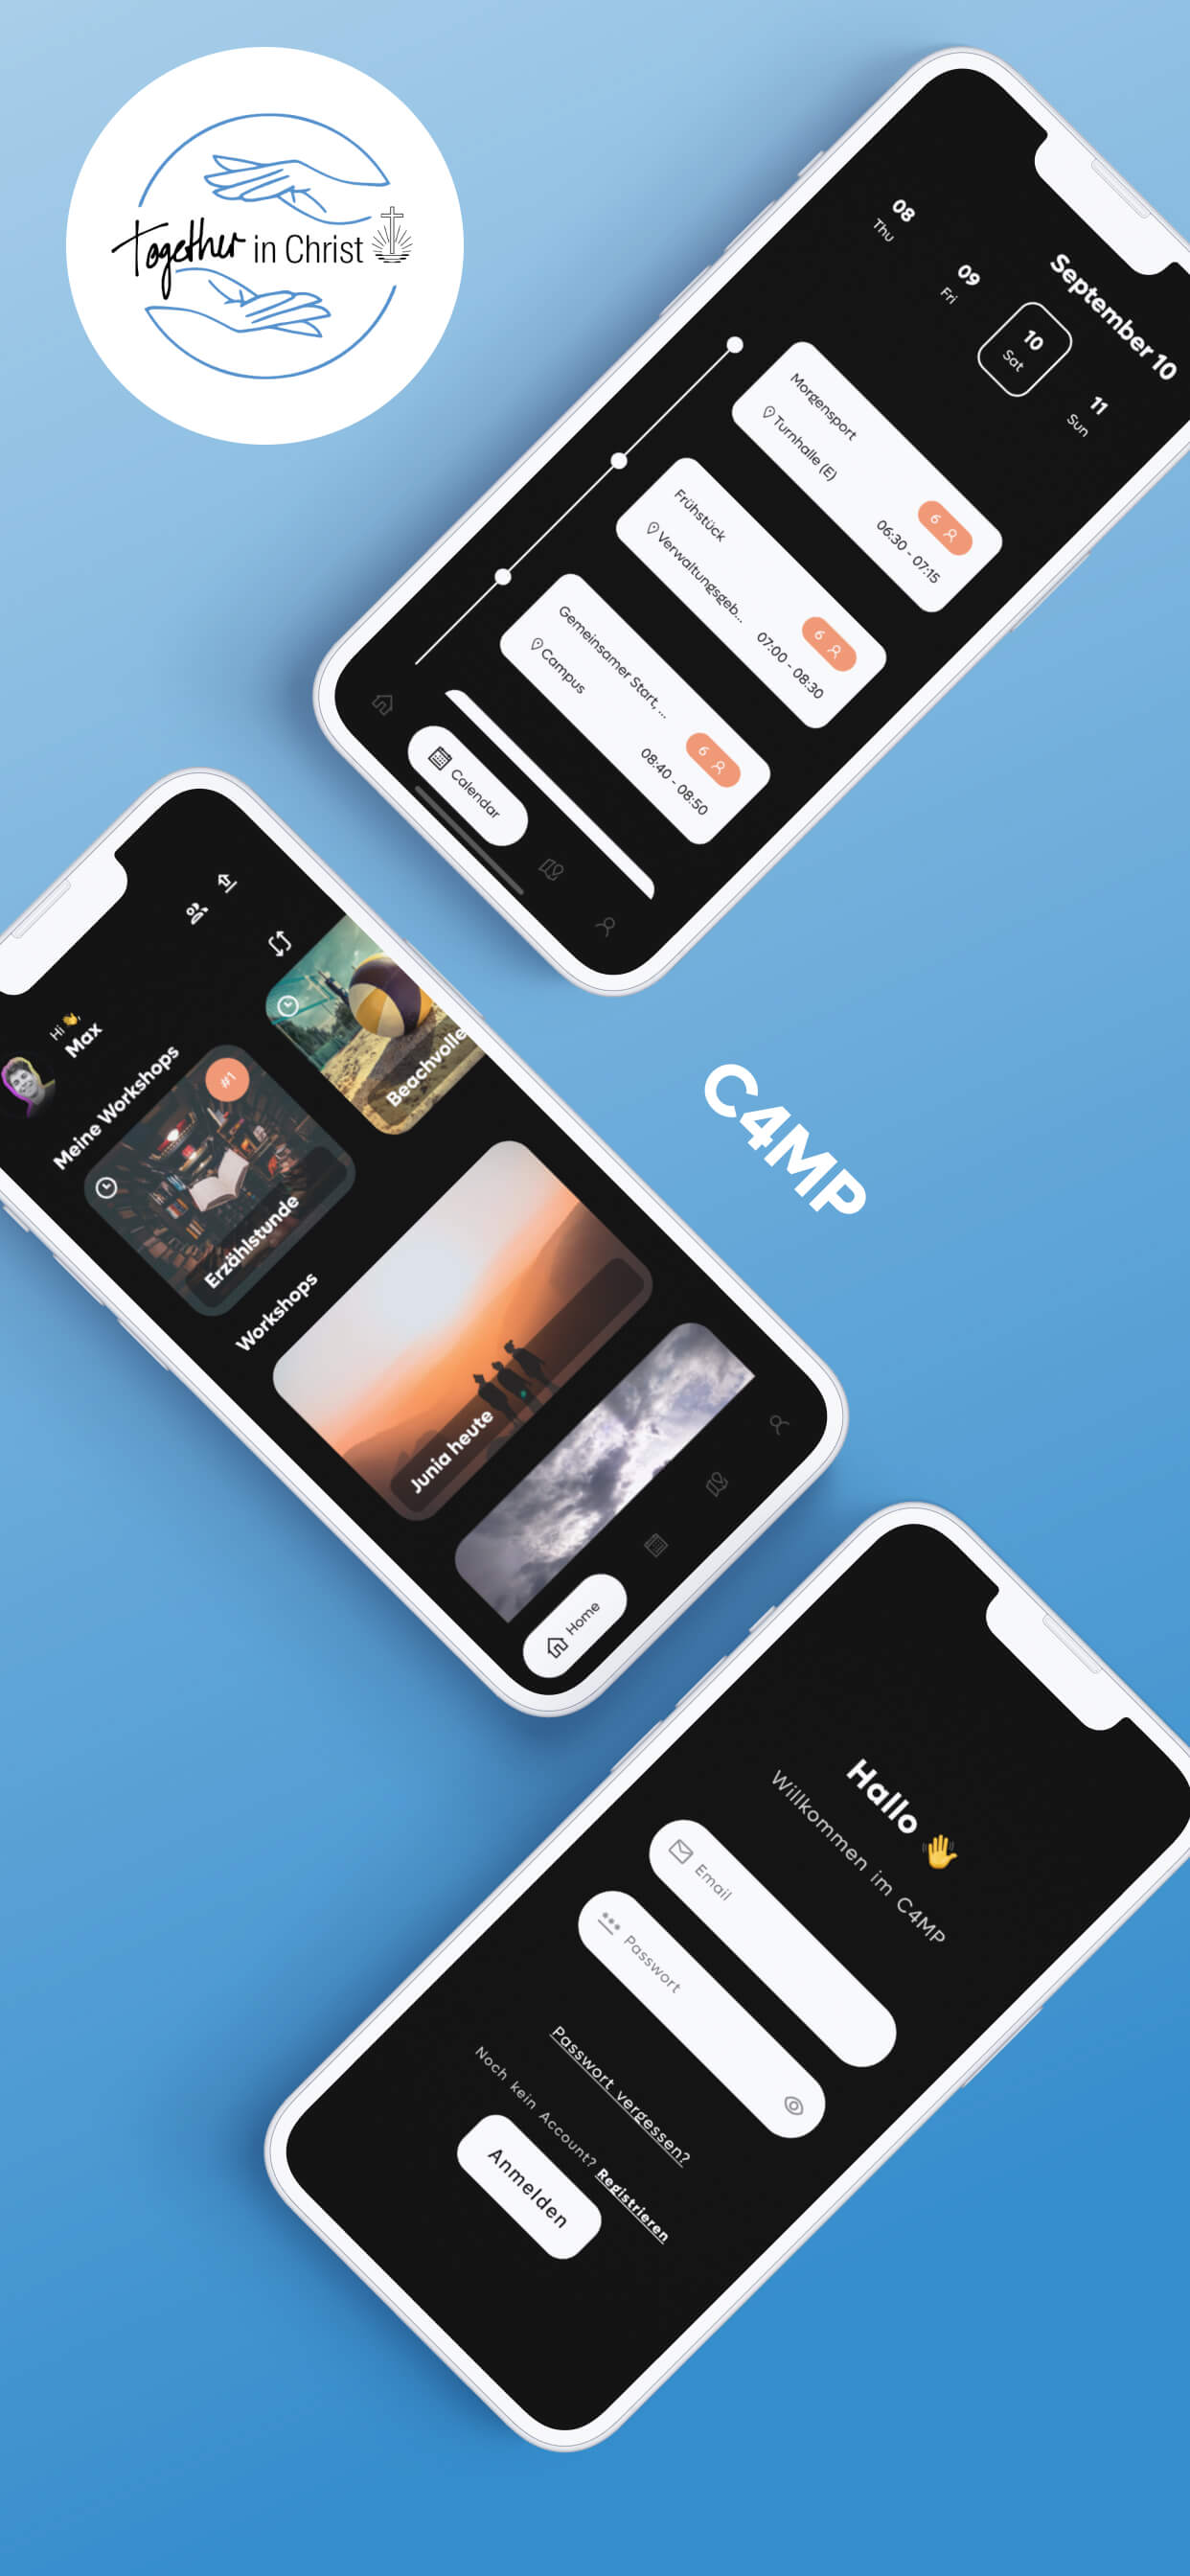 Together in Christ
September 10
08
Thu
09
Fri
10
Sat
11
Sun
Morgensport
Turnhalle (E)
6
06:30 - 07:15
Frühstück
Verwaltungsgeb...
6
07:00 - 08:30
Gemeinsamer Start, ...
Campus
6
08:40 - 08:50
Calendar
Hi 👋,
Max
Meine Workshops
#1
Erzählstunde
Beachvolle
Workshops
Junia heute
Home
C4MP
Hallo 👋
Willkommen im C4MP
Email
Passwort
Passwort vergessen?
Noch kein Account? Registrieren
Anmelden